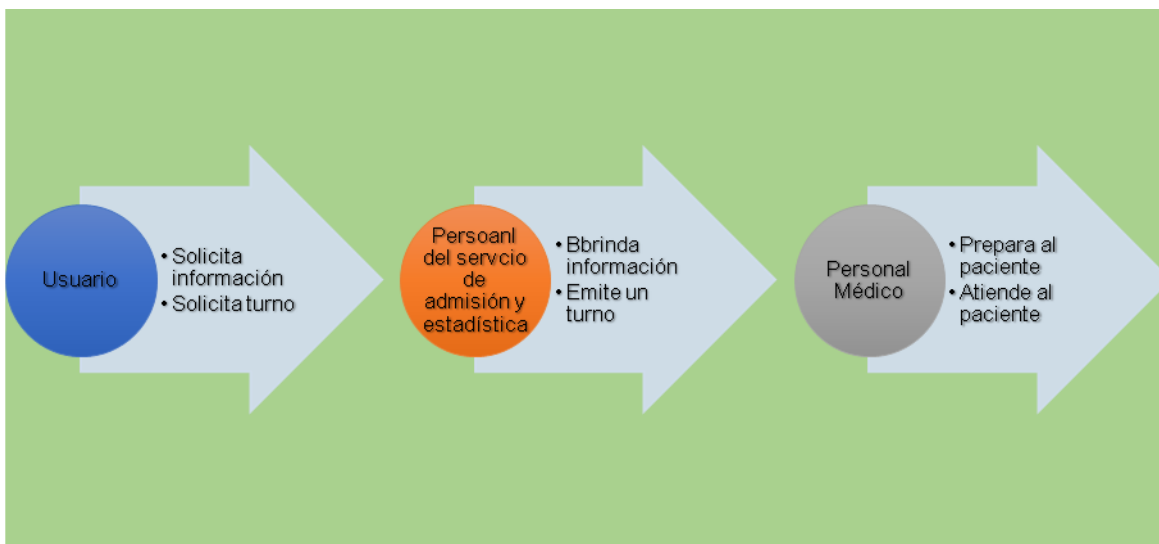 Usuario
• Solicita
información
• Solicita turno
Persoanl
del servcio
de
admisión y
estadística
• Bbrinda
información
• Emite un
turno
Personal
Médico
• Prepara al
paciente
• Atiende al
paciente